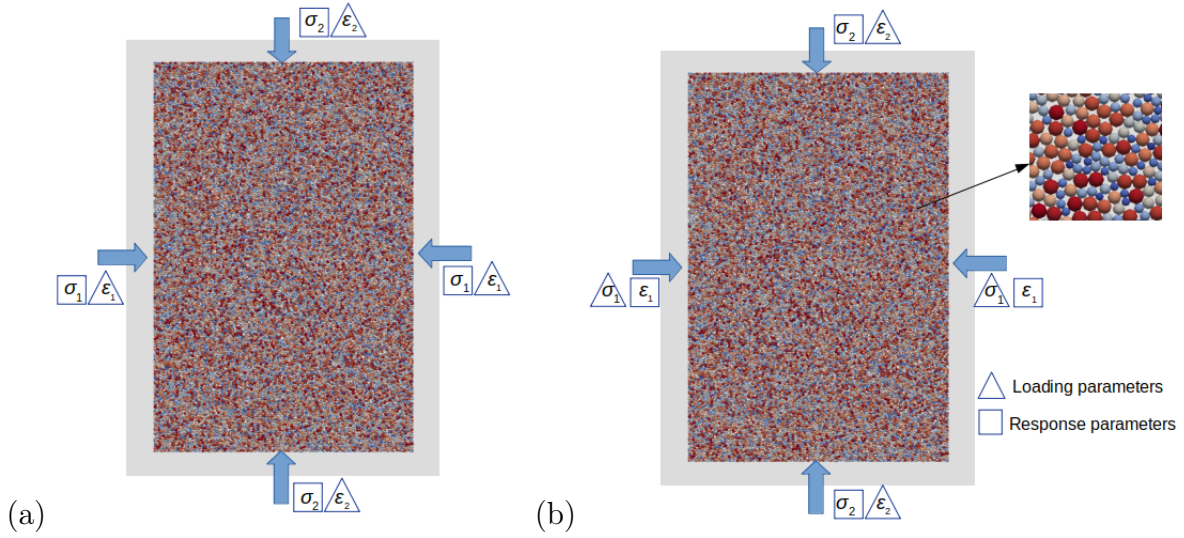 σ₂ ε₂
σ₁ ε₁
σ₁ ε₁
σ₂ ε₂
(a)
σ₂ ε₂
σ₁ ε₁
σ₁ ε₁
σ₂ ε₂
Loading parameters
Response parameters
(b)